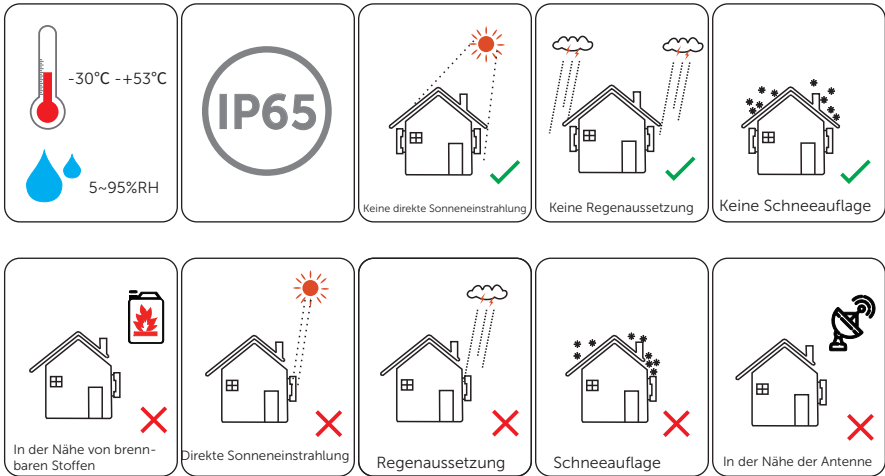 -30℃ -+53℃
5~95%RH
IP65
Keine direkte Sonneneinstrahlung
Keine Regenaussetzung
Keine Schneeauflage
In der Nähe von brenn-
baren Stoffen
Direkte Sonneneinstrahlung
Regenaussetzung
Schneeauflage
In der Nähe der Antenne